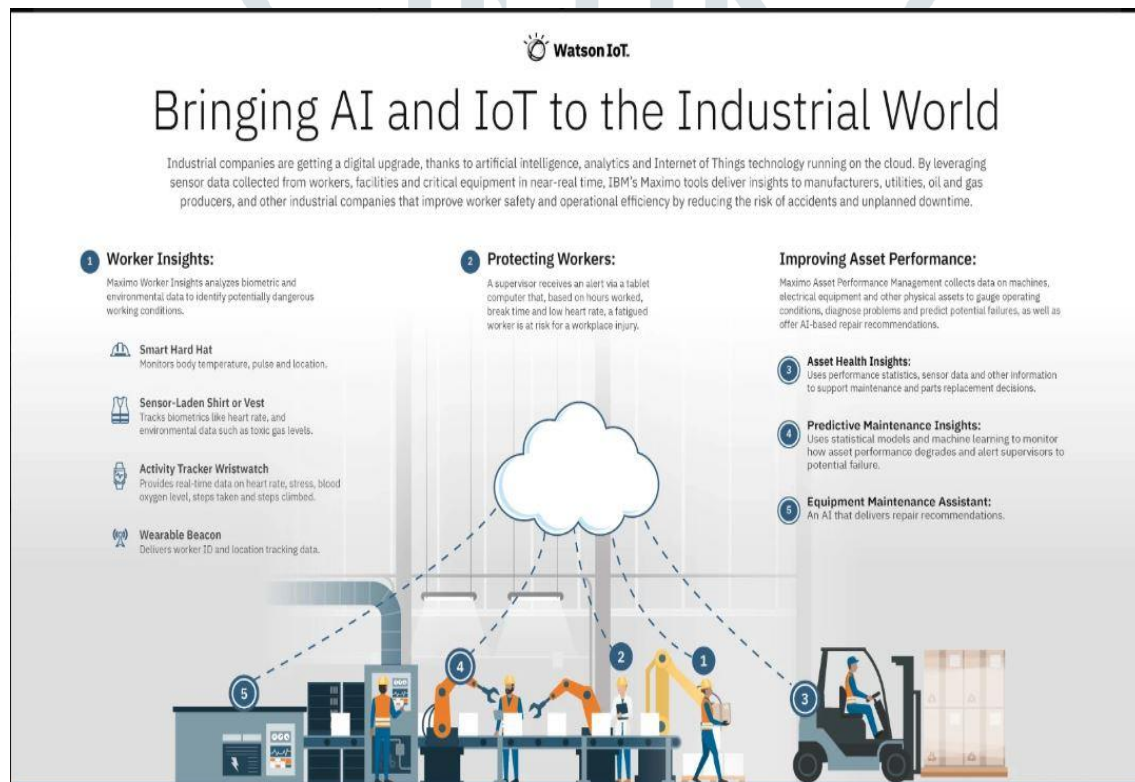 Watson IoT.
Bringing AI and IoT to the Industrial World
Industrial companies are getting a digital upgrade, thanks to artificial intelligence, analytics and Internet of Things technology running on the cloud. By leveraging
sensor data collected from workers, facilities and critical equipment in near-real time, IBM's Maximo tools deliver insights to manufacturers, utilities, oil and gas
producers, and other industrial companies that improve worker safety and operational efficiency by reducing the risk of accidents and unplanned downtime.
1 Worker Insights:
Maximo Worker Insights analyzes biometric and
environmental data to identify potentially dangerous
working conditions.
Smart Hard Hat
Monitors body temperature, pulse and location.
Sensor-Laden Shirt or Vest
Tracks biometrics like heart rate, and
environmental data such as toxic gas levels.
Activity Tracker Wristwatch
Provides real-time data on heart rate, stress, blood
oxygen level, steps taken and steps climbed.
Wearable Beacon
Delivers worker ID and location tracking data.
2 Protecting Workers:
A supervisor receives an alert via a tablet
computer that, based on hours worked,
break time and low heart rate, a fatigued
worker is at risk for a workplace injury.
Improving Asset Performance:
Maximo Asset Performance Management collects data on machines,
electrical equipment and other physical assets to gauge operating
conditions, diagnose problems and predict potential failures, as well as
offer AI-based repair recommendations.
3 Asset Health Insights:
Uses performance statistics, sensor data and other information
to support maintenance and parts replacement decisions.
4 Predictive Maintenance Insights:
Uses statistical models and machine learning to monitor
how asset performance degrades and alert supervisors to
potential failure.
5 Equipment Maintenance Assistant:
An AI that delivers repair recommendations.
5
4
2
1
3